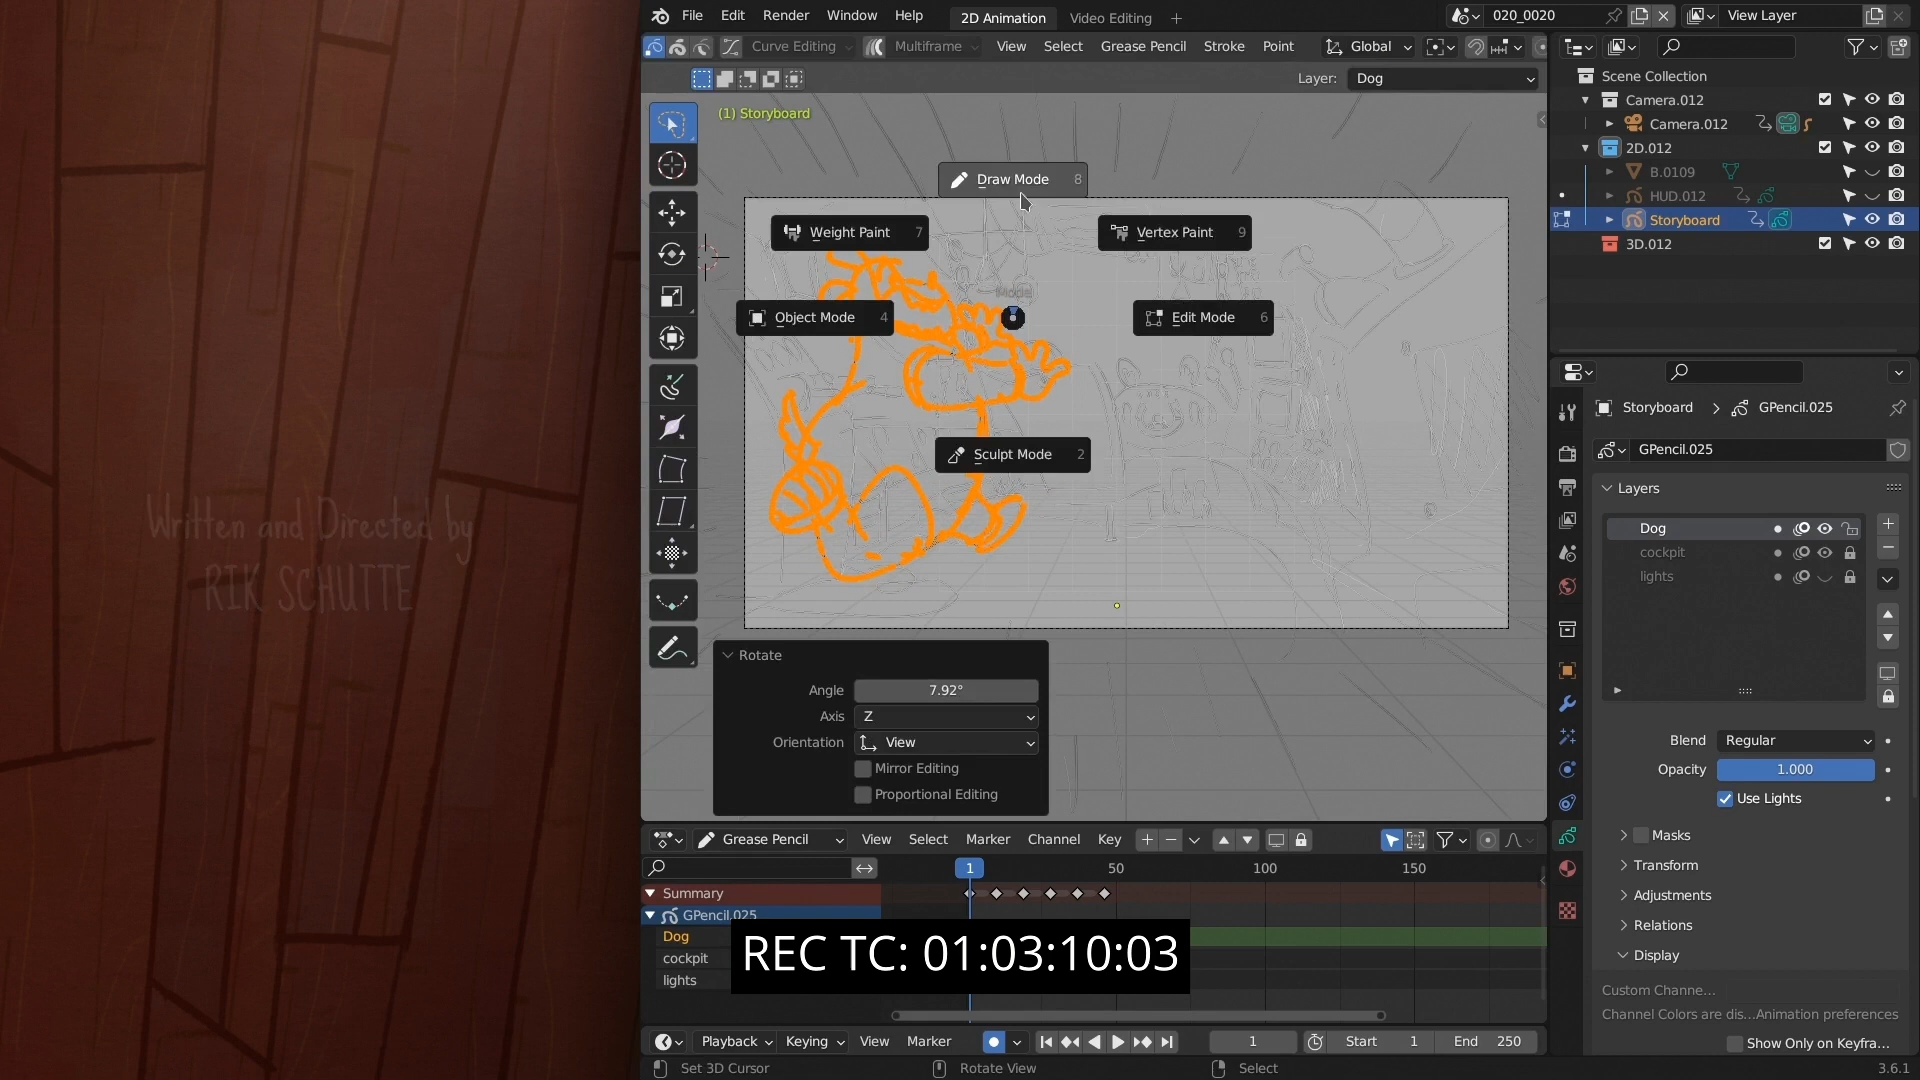 Written and Directed by
RIK SCHUTTE
File Edit Render Window Help 2D Animation Video Editing 020_0020 View Layer
Curve Editing Multiframe View Select Grease Pencil Stroke Point Global
Layer: Dog
(1) Storyboard
Draw Mode 8
Weight Paint 7
Vertex Paint 9
Mode
Object Mode 4
Edit Mode 6
Sculpt Mode 2
Rotate
Angle 7.92°
Axis Z
Orientation View
Mirror Editing
Proportional Editing
Scene Collection
Camera.012
Camera.012
2D.012
B.0109
HUD.012
Storyboard
3D.012
Storyboard GPencil.025
GPencil.025
Layers
Dog
cockpit
lights
Blend Regular
Opacity 1.000
Use Lights
Masks
Transform
Adjustments
Relations
Display
Custom Channe...
Channel Colors are dis...Animation preferences
Show Only on Keyfra...
Grease Pencil View Select Marker Channel Key
1 50 100 150
Summary
GPencil.025
Dog
cockpit
lights
REC TC: 01:03:10:03
Playback Keying View Marker 1 Start 1 End 250
Set 3D Cursor Rotate View Select 3.6.1